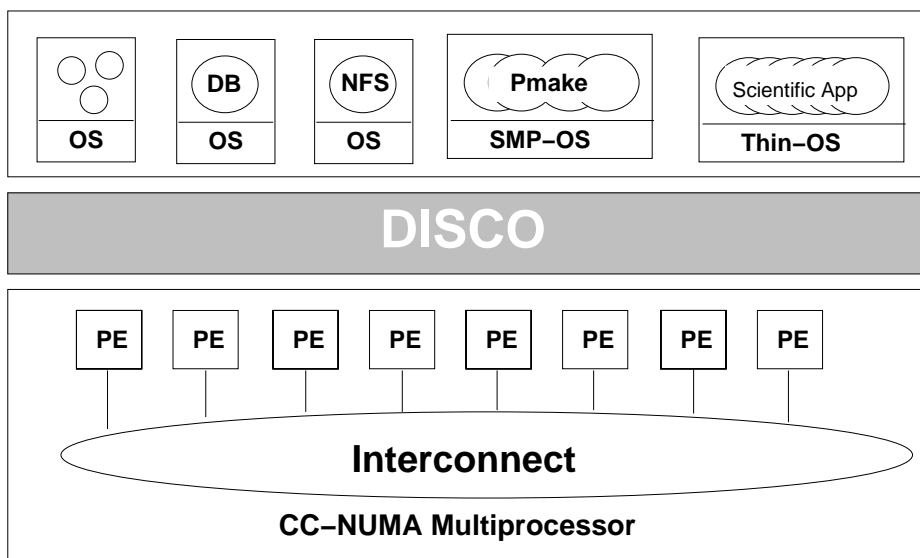 DB
NFS
Pmake
Scientific App
OS
OS
OS
SMP−OS
Thin−OS
DISCO
PE
PE
PE
PE
PE
PE
PE
PE
Interconnect
CC−NUMA Multiprocessor